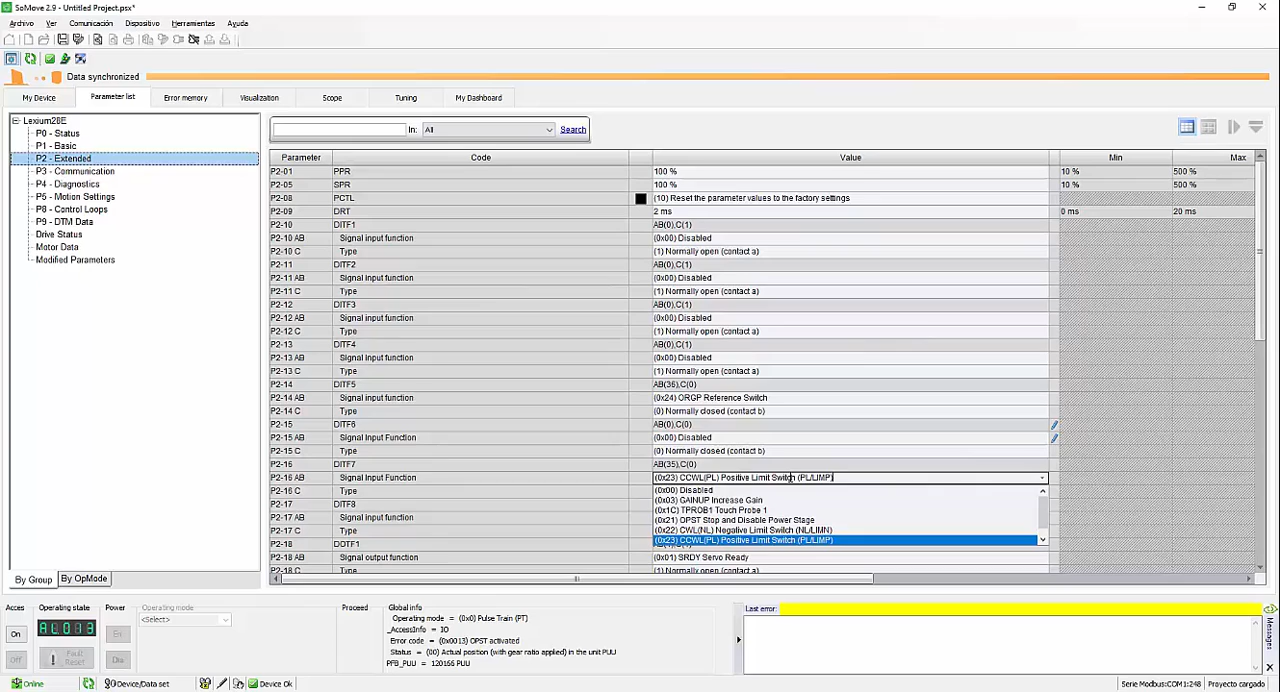 SoMove 2.9 - Untitled Project.psx*
Archivo Ver Comunicación Dispositivo Herramientas Ayuda
Data synchronized
My Device Parameter list Error memory Visualization Scope Tuning My Dashboard
Lexium28E
P0 - Status
P1 - Basic
P2 - Extended
P3 - Communication
P4 - Diagnostics
P5 - Motion Settings
P8 - Control Loops
P9 - DTM Data
Drive Status
Motor Data
Modified Parameters
By Group By OpMode
In: All Search
Parameter Code Value Min Max
P2-01 PPR 100 % 10 % 500 %
P2-05 SPR 100 % 10 % 500 %
P2-08 PCTL (10) Reset the parameter values to the factory settings
P2-09 DRT 2 ms 0 ms 20 ms
P2-10 DITF1 AB(0),C(1)
P2-10 AB Signal input function (0x00) Disabled
P2-10 C Type (1) Normally open (contact a)
P2-11 DITF2 AB(0),C(1)
P2-11 AB Signal input function (0x00) Disabled
P2-11 C Type (1) Normally open (contact a)
P2-12 DITF3 AB(0),C(1)
P2-12 AB Signal input function (0x00) Disabled
P2-12 C Type (1) Normally open (contact a)
P2-13 DITF4 AB(0),C(1)
P2-13 AB Signal input function (0x00) Disabled
P2-13 C Type (1) Normally open (contact a)
P2-14 DITF5 AB(36),C(0)
P2-14 AB Signal input function (0x24) ORGP Reference Switch
P2-14 C Type (0) Normally closed (contact b)
P2-15 DITF6 AB(0),C(0)
P2-15 AB Signal Input Function (0x00) Disabled
P2-15 C Type (0) Normally closed (contact b)
P2-16 DITF7 AB(35),C(0)
P2-16 AB Signal Input Function (0x23) CCWL(PL) Positive Limit Switch (PL/LIMP)
P2-16 C Type (0x00) Disabled
(0x03) GAINUP Increase Gain
P2-17 DITF8 (0x1C) TPROB1 Touch Probe 1
P2-17 AB Signal input function (0x21) OPST Stop and Disable Power Stage
P2-17 C Type (0x22) CWL(NL) Negative Limit Switch (NL/LIMN)
P2-18 DOTF1 (0x23) CCWL(PL) Positive Limit Switch (PL/LIMP)
P2-18 AB Signal output function (0x01) SRDY Servo Ready
P2-18 C Type (1) Normally open (contact a)
Acces Operating state Power Operating mode Proceed Global info Last error:
On AL013 En <Select>
Off Fault Reset Dis
Operating mode = (0x0) Pulse Train (PT)
_AccessInfo = IO
Error code = (0x0013) OPST activated
Status = (00) Actual position (with gear ratio applied) in the unit PUU
PFB_PUU = 120166 PUU
Messages
Online Device/Data set Device Ok Serie Modbus:COM1:248 Proyecto cargado